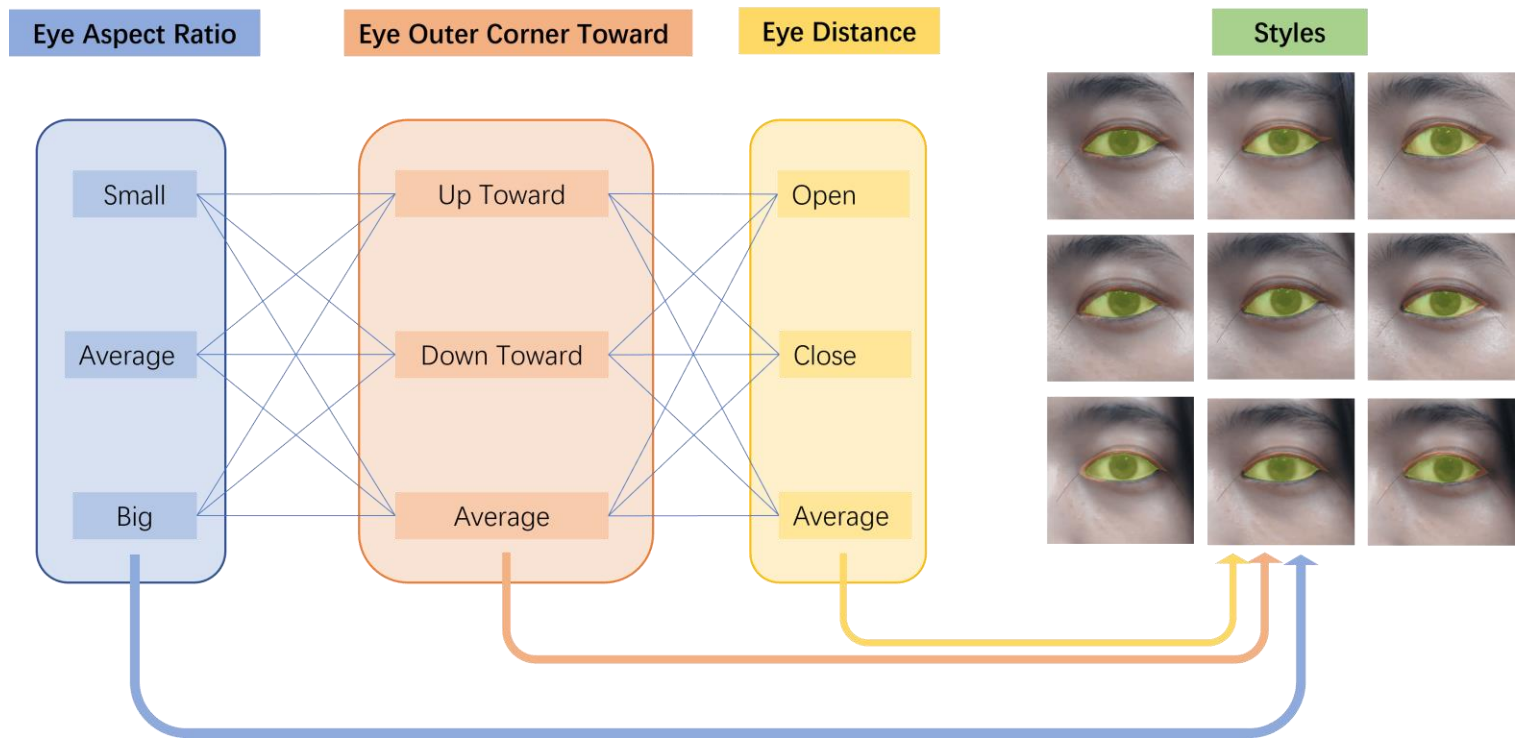 Eye Aspect Ratio
Eye Outer Corner Toward
Eye Distance
Styles
Small
Up Toward
Open
Average
Down Toward
Close
Big
Average
Average